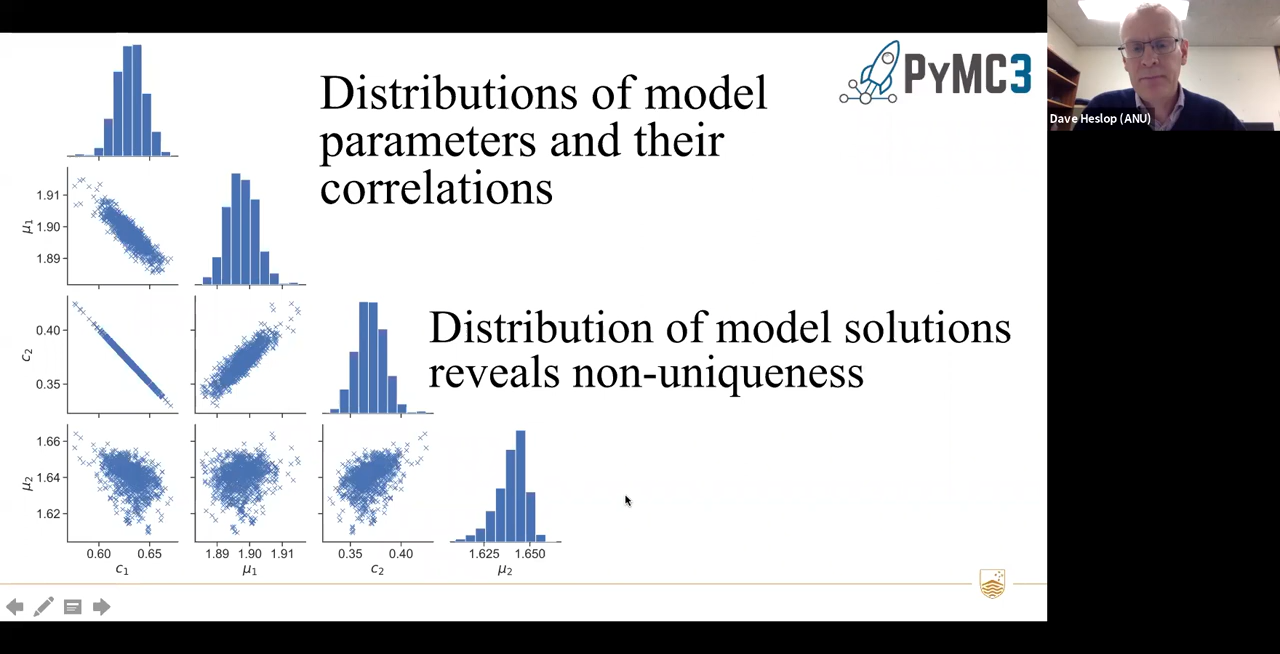 Distributions of model
parameters and their
correlations
PyMC3
Dave Heslop (ANU)
Distribution of model solutions
reveals non-uniqueness
μ1
1.91
1.90
1.89
c2
0.40
0.35
μ2
1.66
1.64
1.62
0.60 0.65
1.89 1.90 1.91
0.35 0.40
1.625 1.650
c1
μ1
c2
μ2